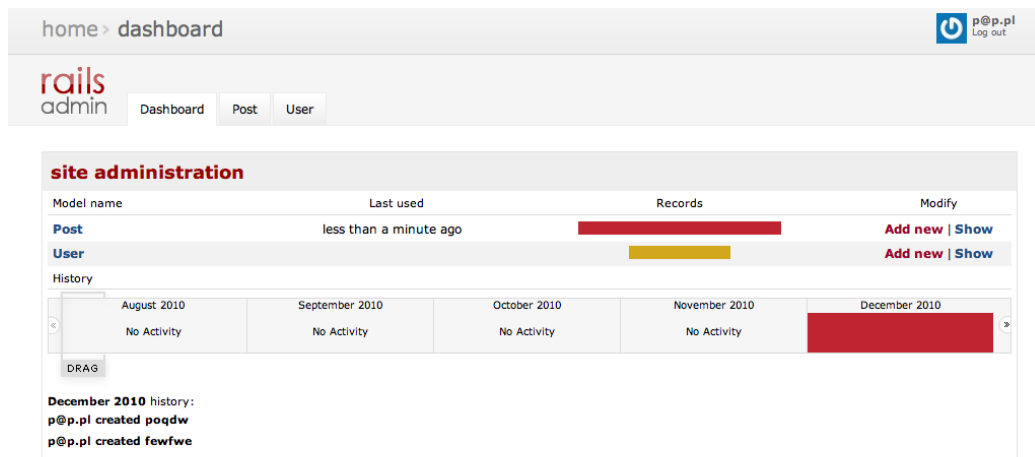 home > dashboard
p@p.pl
Log out
rails
admin
Dashboard Post User
site administration
Model name Last used Records Modify
Post less than a minute ago Add new | Show
User Add new | Show
History
August 2010 September 2010 October 2010 November 2010 December 2010
« No Activity No Activity No Activity No Activity »
DRAG
December 2010 history:
p@p.pl created poqdw
p@p.pl created fewfwe